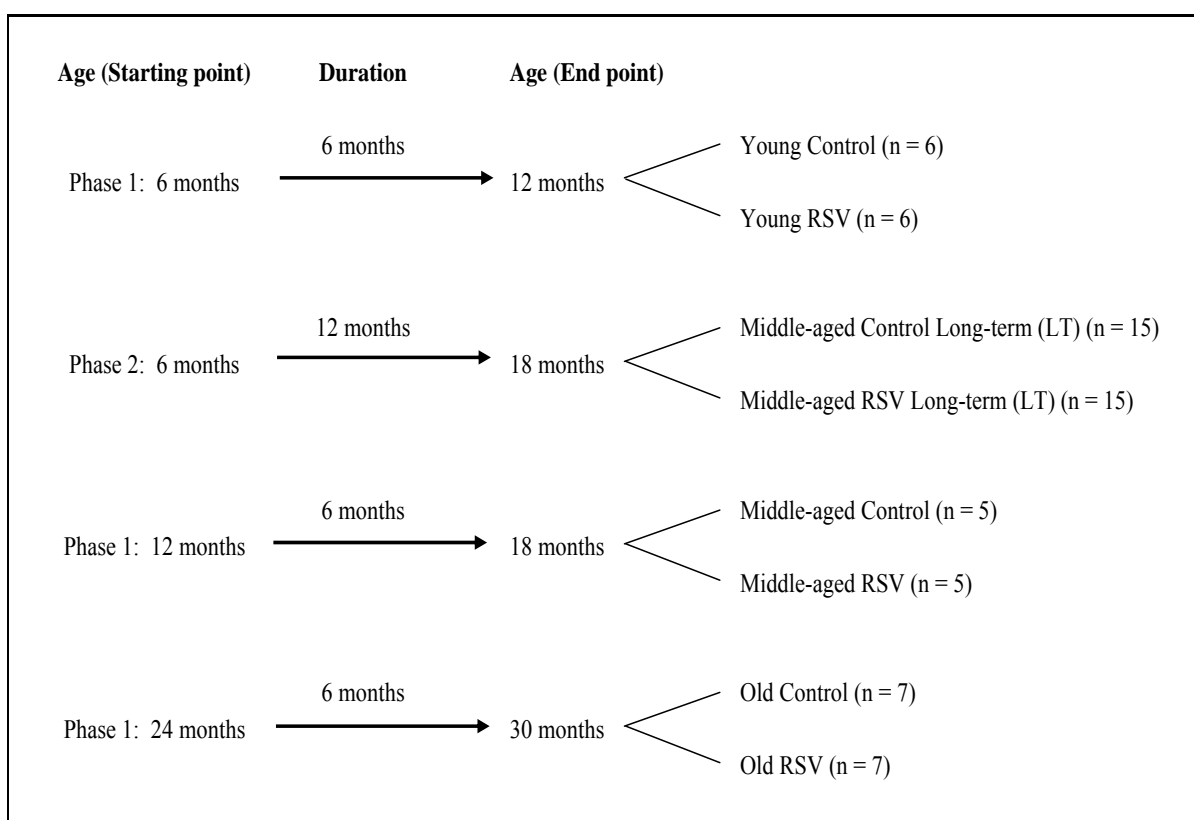 Age (Starting point) Duration Age (End point)
6 months
Young Control (n = 6)
Phase 1: 6 months 12 months
Young RSV (n = 6)
12 months
Middle-aged Control Long-term (LT) (n = 15)
Phase 2: 6 months 18 months
Middle-aged RSV Long-term (LT) (n = 15)
6 months
Middle-aged Control (n = 5)
Phase 1: 12 months 18 months
Middle-aged RSV (n = 5)
6 months
Old Control (n = 7)
Phase 1: 24 months 30 months
Old RSV (n = 7)